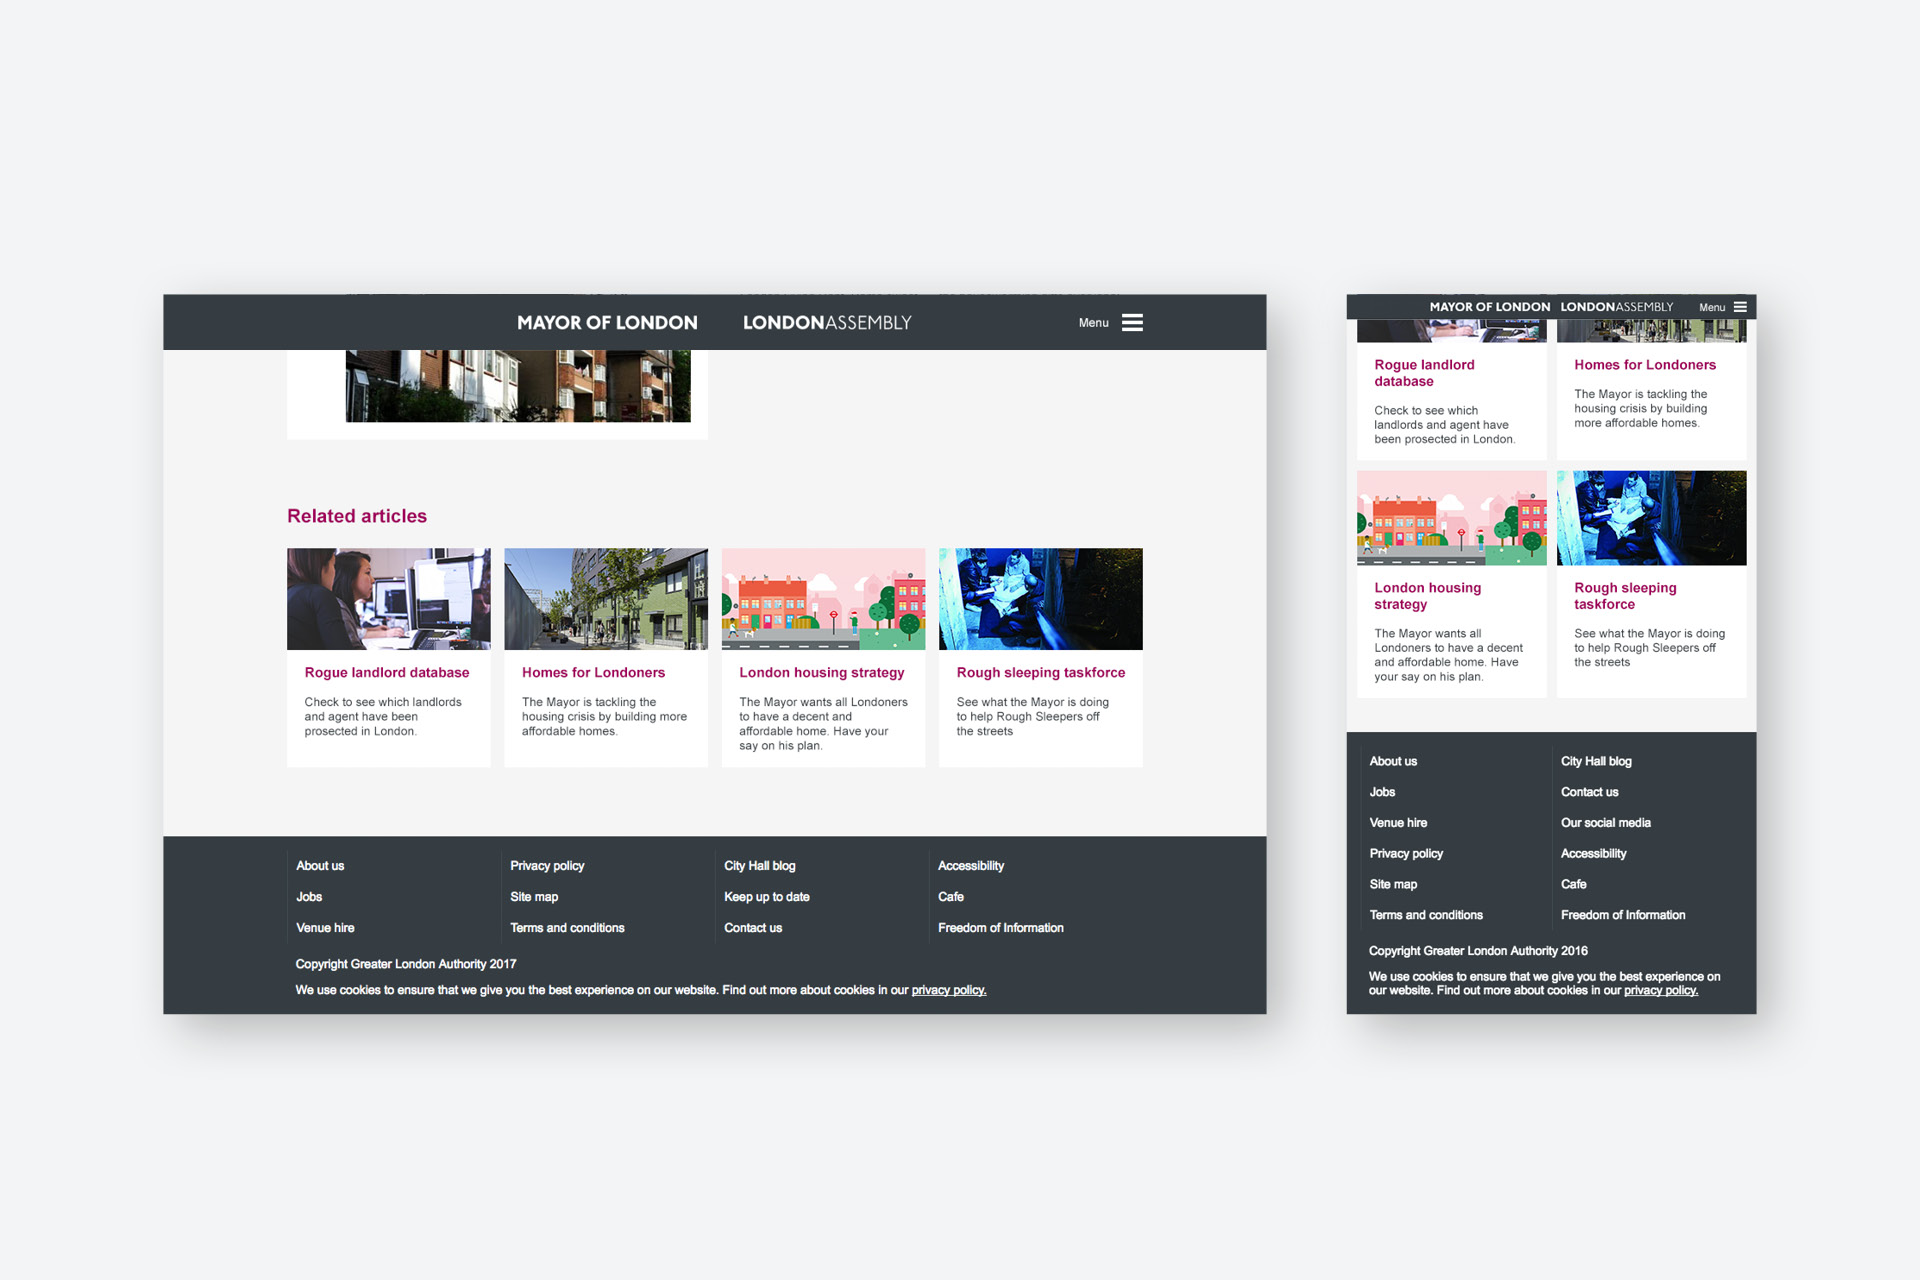 MAYOR OF LONDON LONDONASSEMBLY Menu
Related articles
Rogue landlord database
Check to see which landlords
and agent have been
prosected in London.
Homes for Londoners
The Mayor is tackling the
housing crisis by building more
affordable homes.
London housing strategy
The Mayor wants all Londoners
to have a decent and
affordable home. Have your
say on his plan.
Rough sleeping taskforce
See what the Mayor is doing
to help Rough Sleepers off
the streets
About us
Jobs
Venue hire
Privacy policy
Site map
Terms and conditions
City Hall blog
Keep up to date
Contact us
Accessibility
Cafe
Freedom of Information
Copyright Greater London Authority 2017
We use cookies to ensure that we give you the best experience on our website. Find out more about cookies in our privacy policy.
MAYOR OF LONDON LONDONASSEMBLY Menu
Rogue landlord
database
Check to see which
landlords and agent have
been prosected in London.
Homes for Londoners
The Mayor is tackling the
housing crisis by building
more affordable homes.
London housing
strategy
The Mayor wants all
Londoners to have a decent
and affordable home. Have
your say on his plan.
Rough sleeping
taskforce
See what the Mayor is doing
to help Rough Sleepers off
the streets
About us
Jobs
Venue hire
Privacy policy
Site map
Terms and conditions
City Hall blog
Contact us
Our social media
Accessibility
Cafe
Freedom of Information
Copyright Greater London Authority 2016
We use cookies to ensure that we give you the best experience on
our website. Find out more about cookies in our privacy policy.